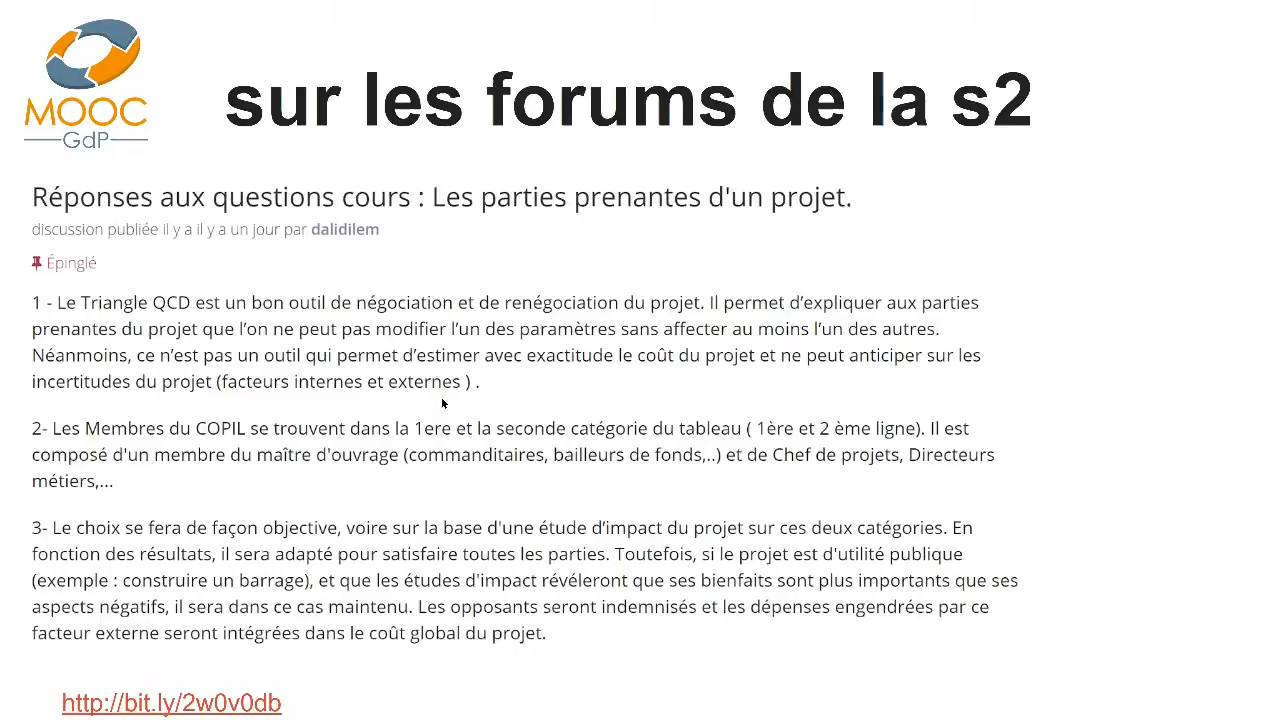 MOOC
GdP
sur les forums de la s2
Réponses aux questions cours : Les parties prenantes d'un projet.
discussion publiée il y a il y a un jour par dalidilem
Épinglé
1 - Le Triangle QCD est un bon outil de négociation et de renégociation du projet. Il permet d’expliquer aux parties
prenantes du projet que l’on ne peut pas modifier l’un des paramètres sans affecter au moins l’un des autres.
Néanmoins, ce n’est pas un outil qui permet d’estimer avec exactitude le coût du projet et ne peut anticiper sur les
incertitudes du projet (facteurs internes et externes ) .
2- Les Membres du COPIL se trouvent dans la 1ere et la seconde catégorie du tableau ( 1ère et 2 ème ligne). Il est
composé d'un membre du maître d'ouvrage (commanditaires, bailleurs de fonds,..) et de Chef de projets, Directeurs
métiers,...
3- Le choix se fera de façon objective, voire sur la base d'une étude d’impact du projet sur ces deux catégories. En
fonction des résultats, il sera adapté pour satisfaire toutes les parties. Toutefois, si le projet est d'utilité publique
(exemple : construire un barrage), et que les études d'impact révéleront que ses bienfaits sont plus importants que ses
aspects négatifs, il sera dans ce cas maintenu. Les opposants seront indemnisés et les dépenses engendrées par ce
facteur externe seront intégrées dans le coût global du projet.
http://bit.ly/2w0v0db